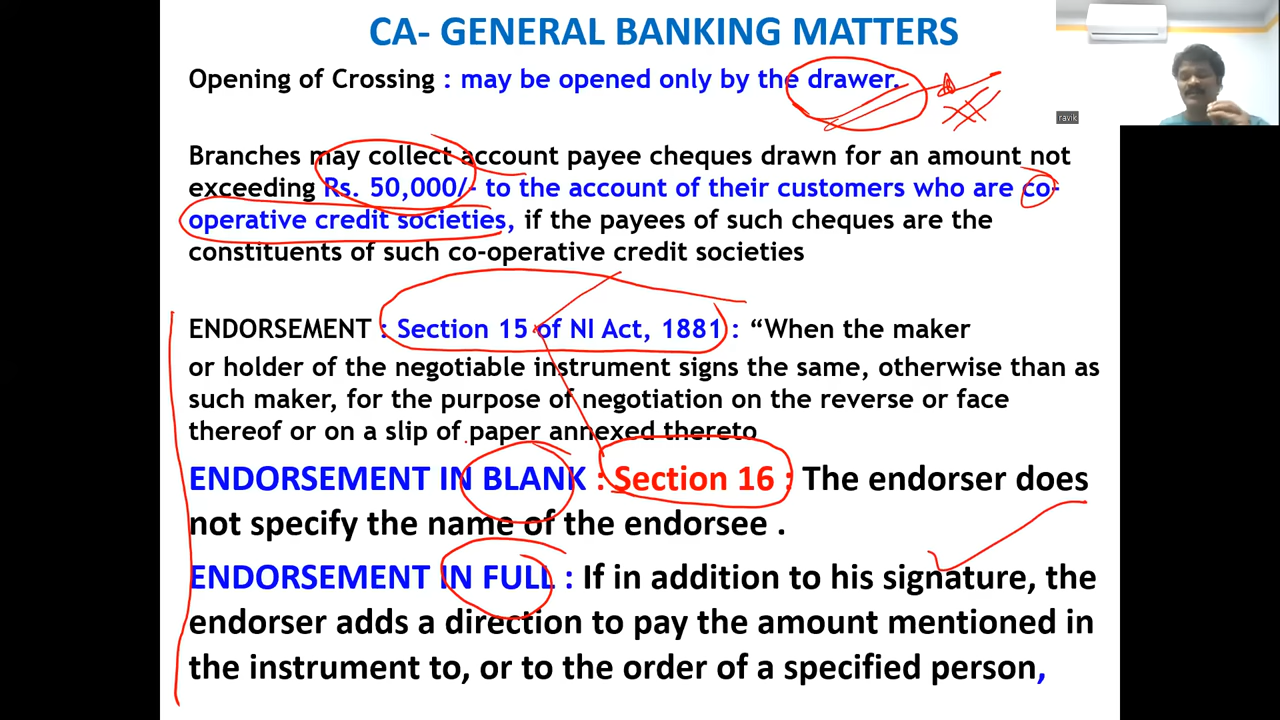 CA- GENERAL BANKING MATTERS
Opening of Crossing : may be opened only by the drawer.
Branches may collect account payee cheques drawn for an amount not
exceeding Rs. 50,000/- to the account of their customers who are co-
operative credit societies, if the payees of such cheques are the
constituents of such co-operative credit societies
ENDORSEMENT : Section 15 of NI Act, 1881 : “When the maker
or holder of the negotiable instrument signs the same, otherwise than as
such maker, for the purpose of negotiation on the reverse or face
thereof or on a slip of paper annexed thereto
ENDORSEMENT IN BLANK : Section 16 : The endorser does
not specify the name of the endorsee .
ENDORSEMENT IN FULL : If in addition to his signature, the
endorser adds a direction to pay the amount mentioned in
the instrument to, or to the order of a specified person,
ravik